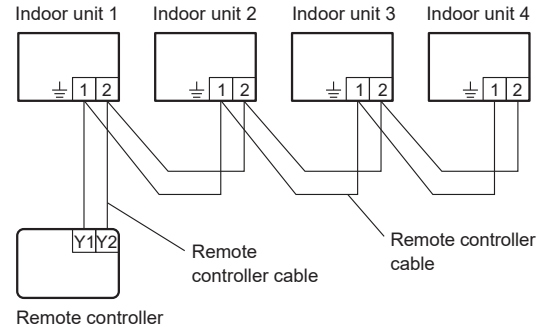 Indoor unit 1 Indoor unit 2 Indoor unit 3 Indoor unit 4
1 2 1 2 1 2 1 2
Y1 Y2
Remote
controller cable
Remote controller
cable
Remote controller